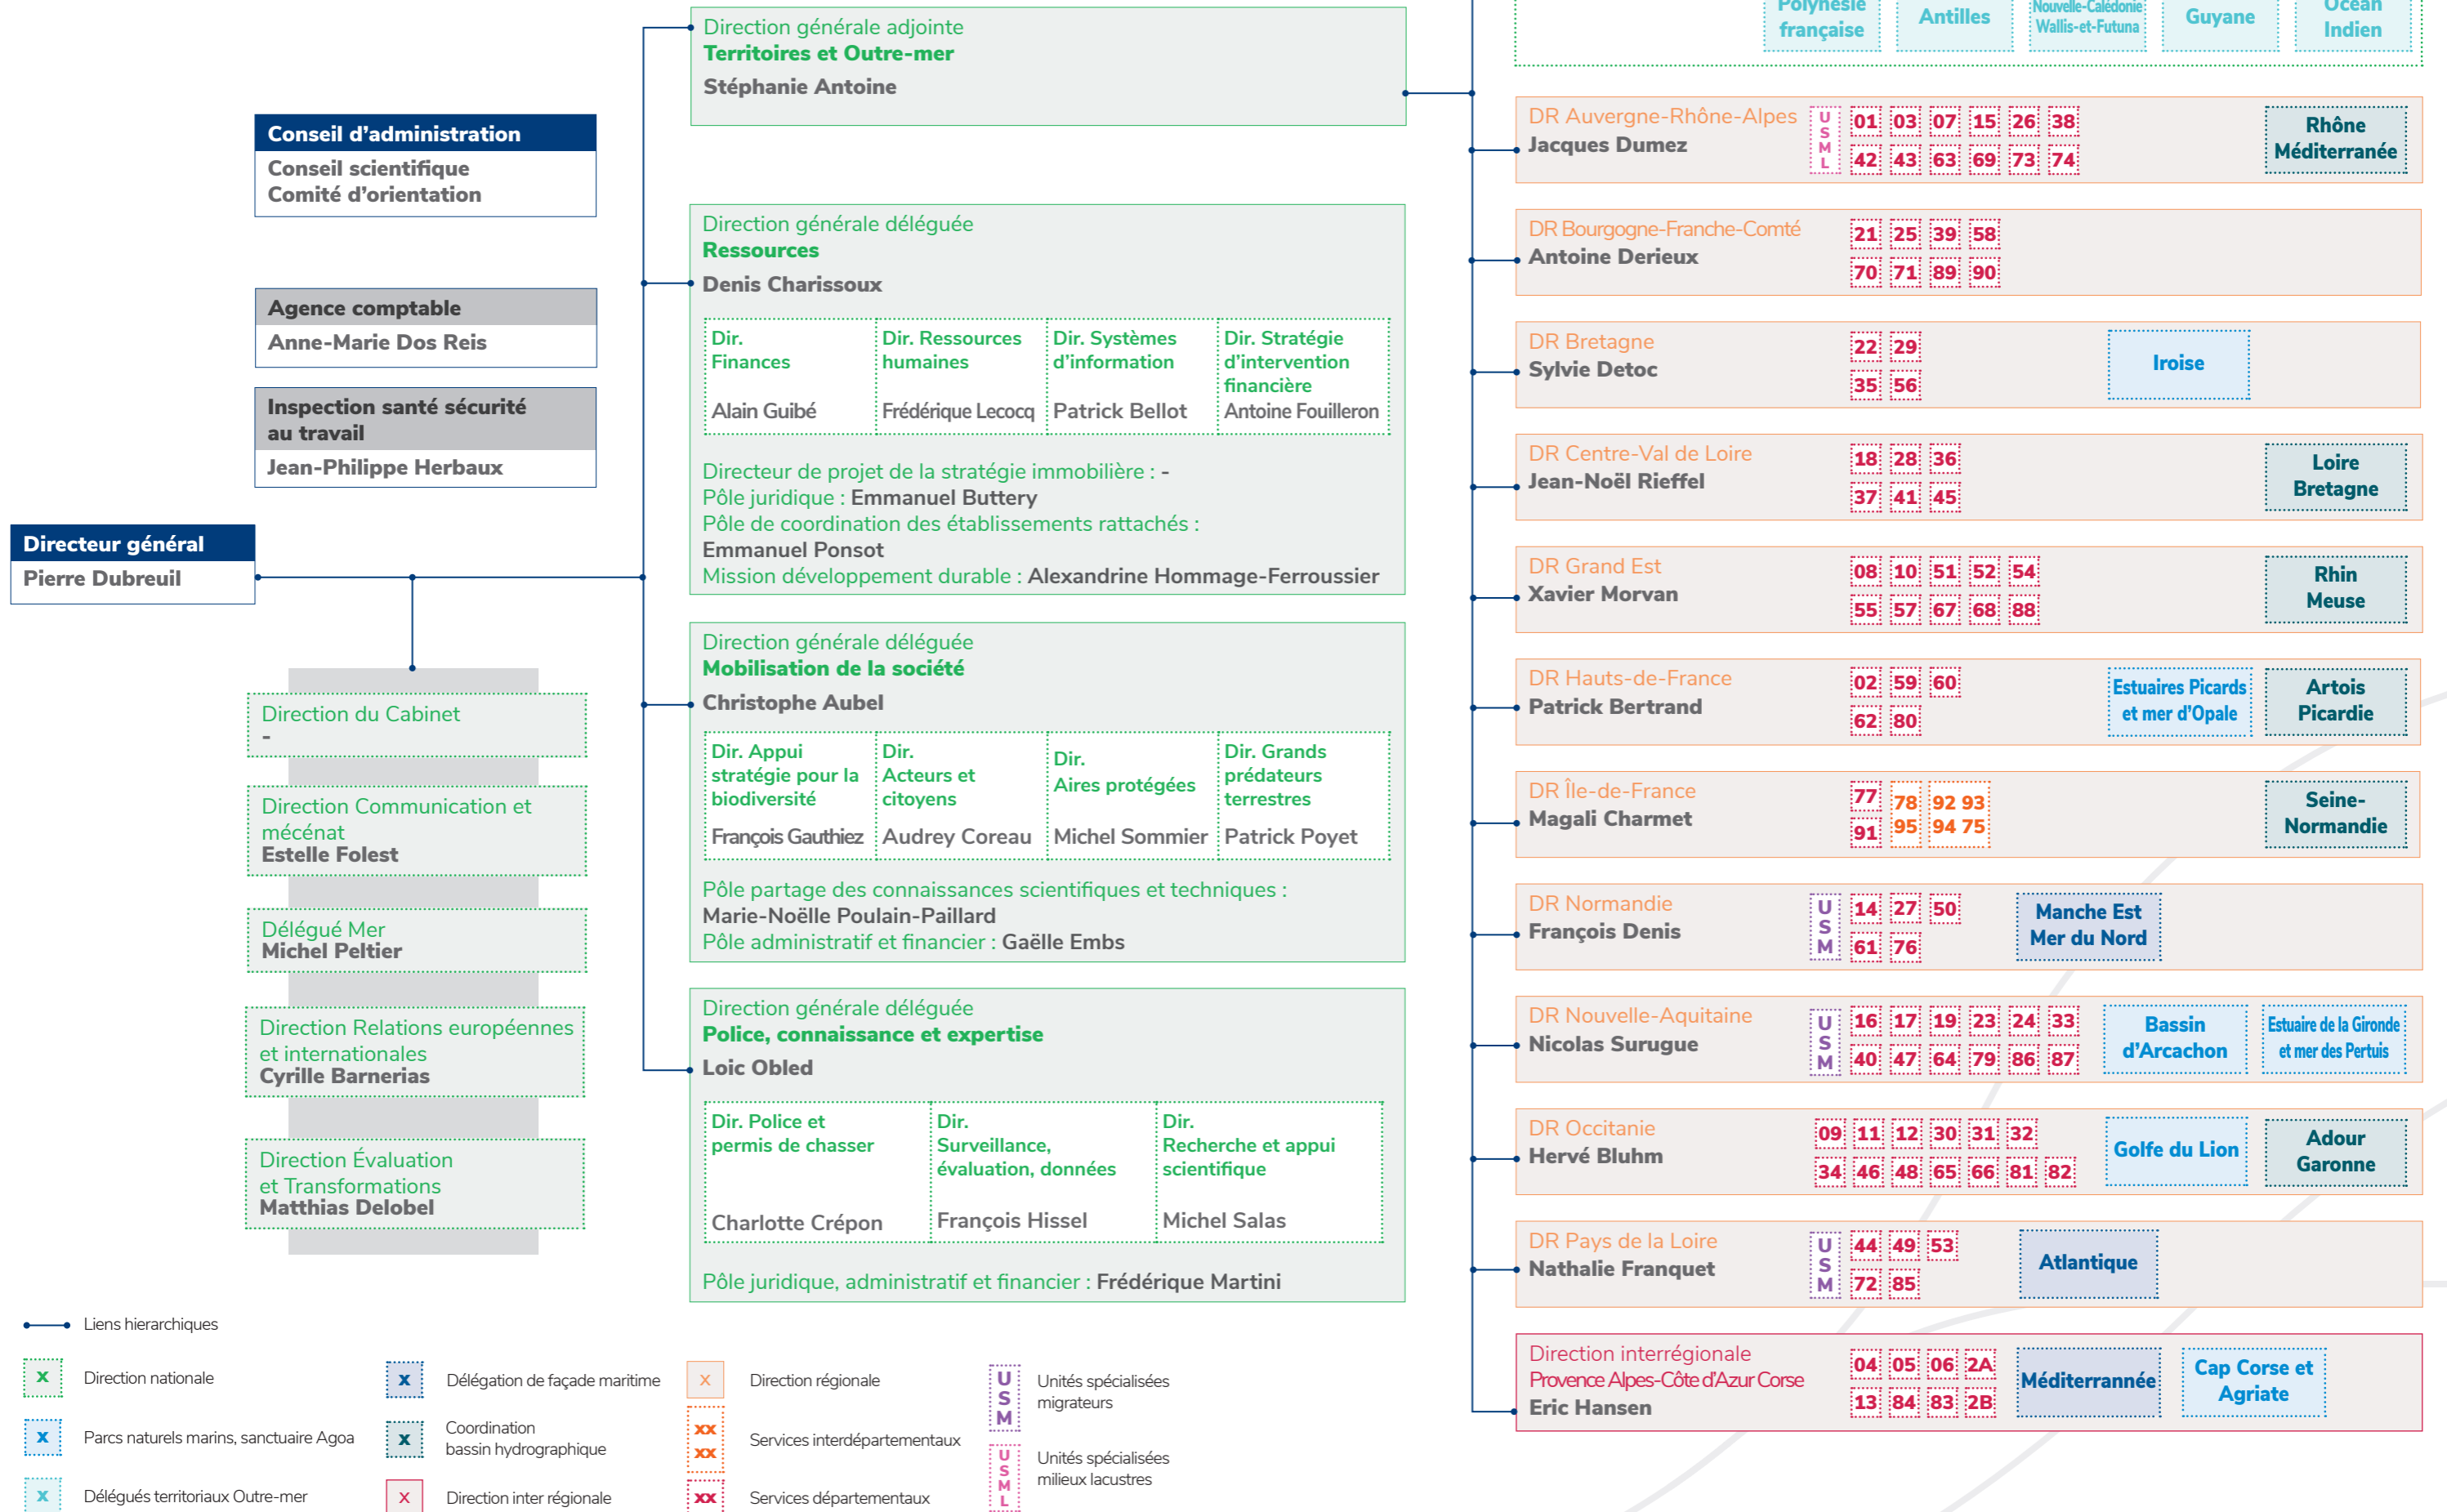 Direction générale adjointe
Territoires et Outre-mer
Stéphanie Antoine
Conseil d'administration
Conseil scientifique
Comité d'orientation
Agence comptable
Anne-Marie Dos Reis
Inspection santé sécurité
au travail
Jean-Philippe Herbaux
Directeur général
Pierre Dubreuil
Direction du Cabinet
-
Direction Communication et
mécénat
Estelle Folest
Délégué Mer
Michel Peltier
Direction Relations européennes
et internationales
Cyrille Barnerias
Direction Évaluation
et Transformations
Matthias Delobel
Direction générale déléguée
Ressources
Denis Charissoux
Dir.
Finances
Alain Guibé
Dir. Ressources
humaines
Frédérique Lecocq
Dir. Systèmes
d'information
Patrick Bellot
Dir. Stratégie
d'intervention
financière
Antoine Fouilleron
Directeur de projet de la stratégie immobilière : -
Pôle juridique : Emmanuel Buttery
Pôle de coordination des établissements rattachés :
Emmanuel Ponsot
Mission développement durable : Alexandrine Hommage-Ferroussier
Direction générale déléguée
Mobilisation de la société
Christophe Aubel
Dir. Appui
stratégie pour la
biodiversité
François Gauthiez
Dir.
Acteurs et
citoyens
Audrey Coreau
Dir.
Aires protégées
Michel Sommier
Dir. Grands
prédateurs
terrestres
Patrick Poyet
Pôle partage des connaissances scientifiques et techniques :
Marie-Noëlle Poulain-Paillard
Pôle administratif et financier : Gaëlle Embs
Direction générale déléguée
Police, connaissance et expertise
Loic Obled
Dir. Police et
permis de chasser
Charlotte Crépon
Dir.
Surveillance,
évaluation, données
François Hissel
Dir.
Recherche et appui
scientifique
Michel Salas
Pôle juridique, administratif et financier : Frédérique Martini
Polynésie
française
Antilles
Nouvelle-Calédonie
Wallis-et-Futuna
Guyane
Océan
Indien
DR Auvergne-Rhône-Alpes
Jacques Dumez
USML
01 03 07 15 26 38
42 43 63 69 73 74
Rhône
Méditerranée
DR Bourgogne-Franche-Comté
Antoine Derieux
21 25 39 58
70 71 89 90
DR Bretagne
Sylvie Detoc
22 29
35 56
Iroise
DR Centre-Val de Loire
Jean-Noël Rieffel
18 28 36
37 41 45
Loire
Bretagne
DR Grand Est
Xavier Morvan
08 10 51 52 54
55 57 67 68 88
Rhin
Meuse
DR Hauts-de-France
Patrick Bertrand
02 59 60
62 80
Estuaires Picards
et mer d'Opale
Artois
Picardie
DR Île-de-France
Magali Charmet
77 78 92 93
91 95 94 75
Seine-
Normandie
DR Normandie
François Denis
USM
14 27 50
61 76
Manche Est
Mer du Nord
DR Nouvelle-Aquitaine
Nicolas Surugue
USM
16 17 19 23 24 33
40 47 64 79 86 87
Bassin
d'Arcachon
Estuaire de la Gironde
et mer des Pertuis
DR Occitanie
Hervé Bluhm
09 11 12 30 31 32
34 46 48 65 66 81 82
Golfe du Lion
Adour
Garonne
DR Pays de la Loire
Nathalie Franquet
USM
44 49 53
72 85
Atlantique
Direction interrégionale
Provence Alpes-Côte d'Azur Corse
Eric Hansen
04 05 06 2A
13 84 83 2B
Méditerrannée
Cap Corse et
Agriate
Liens hierarchiques
x Direction nationale
x Parcs naturels marins, sanctuaire Agoa
x Délégués territoriaux Outre-mer
x Délégation de façade maritime
x Coordination
bassin hydrographique
x Direction inter régionale
x Direction régionale
xx
xx Services interdépartementaux
xx Services départementaux
USM Unités spécialisées
migrateurs
USML Unités spécialisées
milieux lacustres